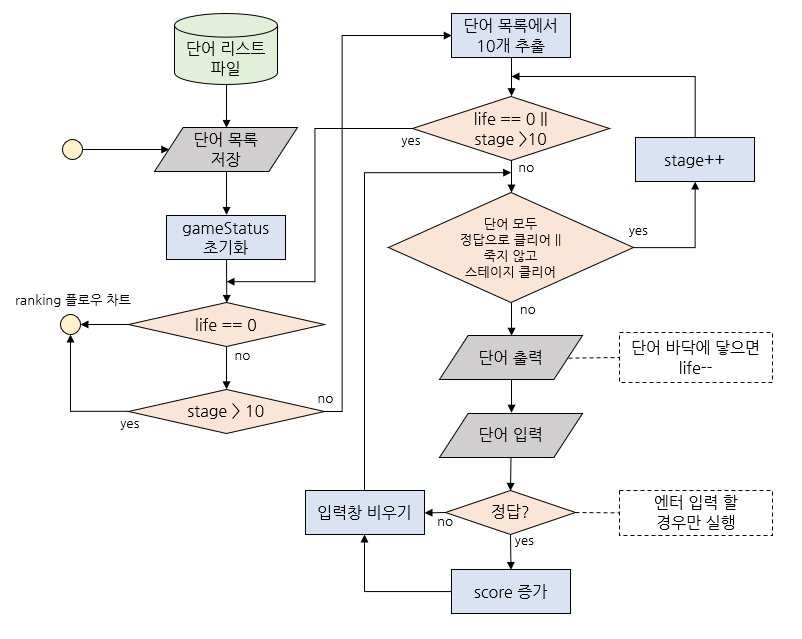 단어 리스트
파일
단어 목록
저장
gameStatus
초기화
ranking 플로우 차트
life == 0
no
stage > 10
yes
no
단어 목록에서
10개 추출
life == 0 ||
stage >10
yes
no
stage++
단어 모두
정답으로 클리어 ||
죽지 않고
스테이지 클리어
yes
no
단어 출력
단어 바닥에 닿으면
life--
단어 입력
정답?
no
yes
엔터 입력 할
경우만 실행
입력창 비우기
score 증가